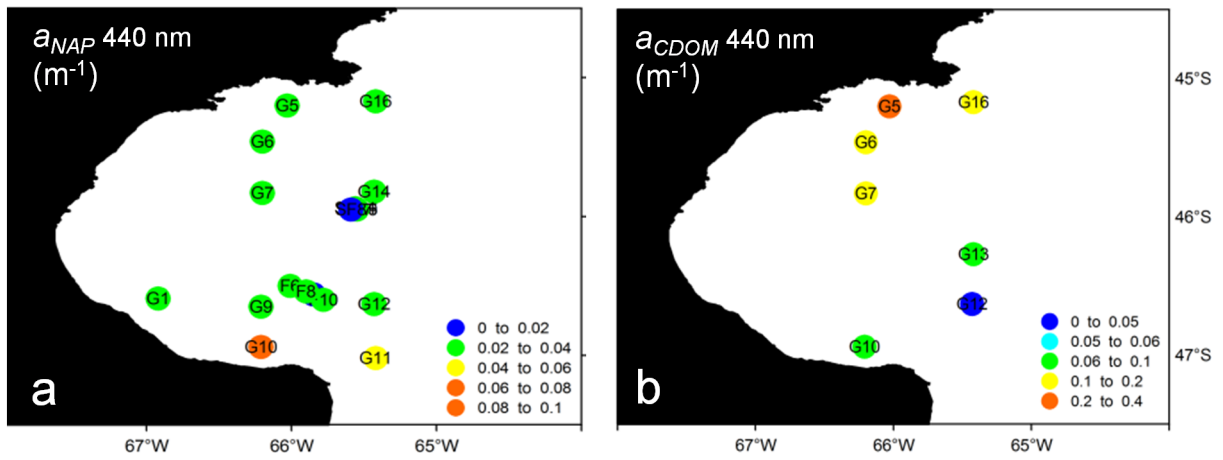 a_NAP 440 nm
(m-1)
G5
G16
G6
G7
G14
F6
F8
10
G1
G9
G12
G10
G11
0 to 0.02
0.02 to 0.04
0.04 to 0.06
0.06 to 0.08
0.08 to 0.1
a
67°W
66°W
65°W
a_CDOM 440 nm
(m-1)
G5
G16
G6
G7
G13
G12
G10
0 to 0.05
0.05 to 0.06
0.06 to 0.1
0.1 to 0.2
0.2 to 0.4
b
45°S
46°S
47°S
67°W
66°W
65°W